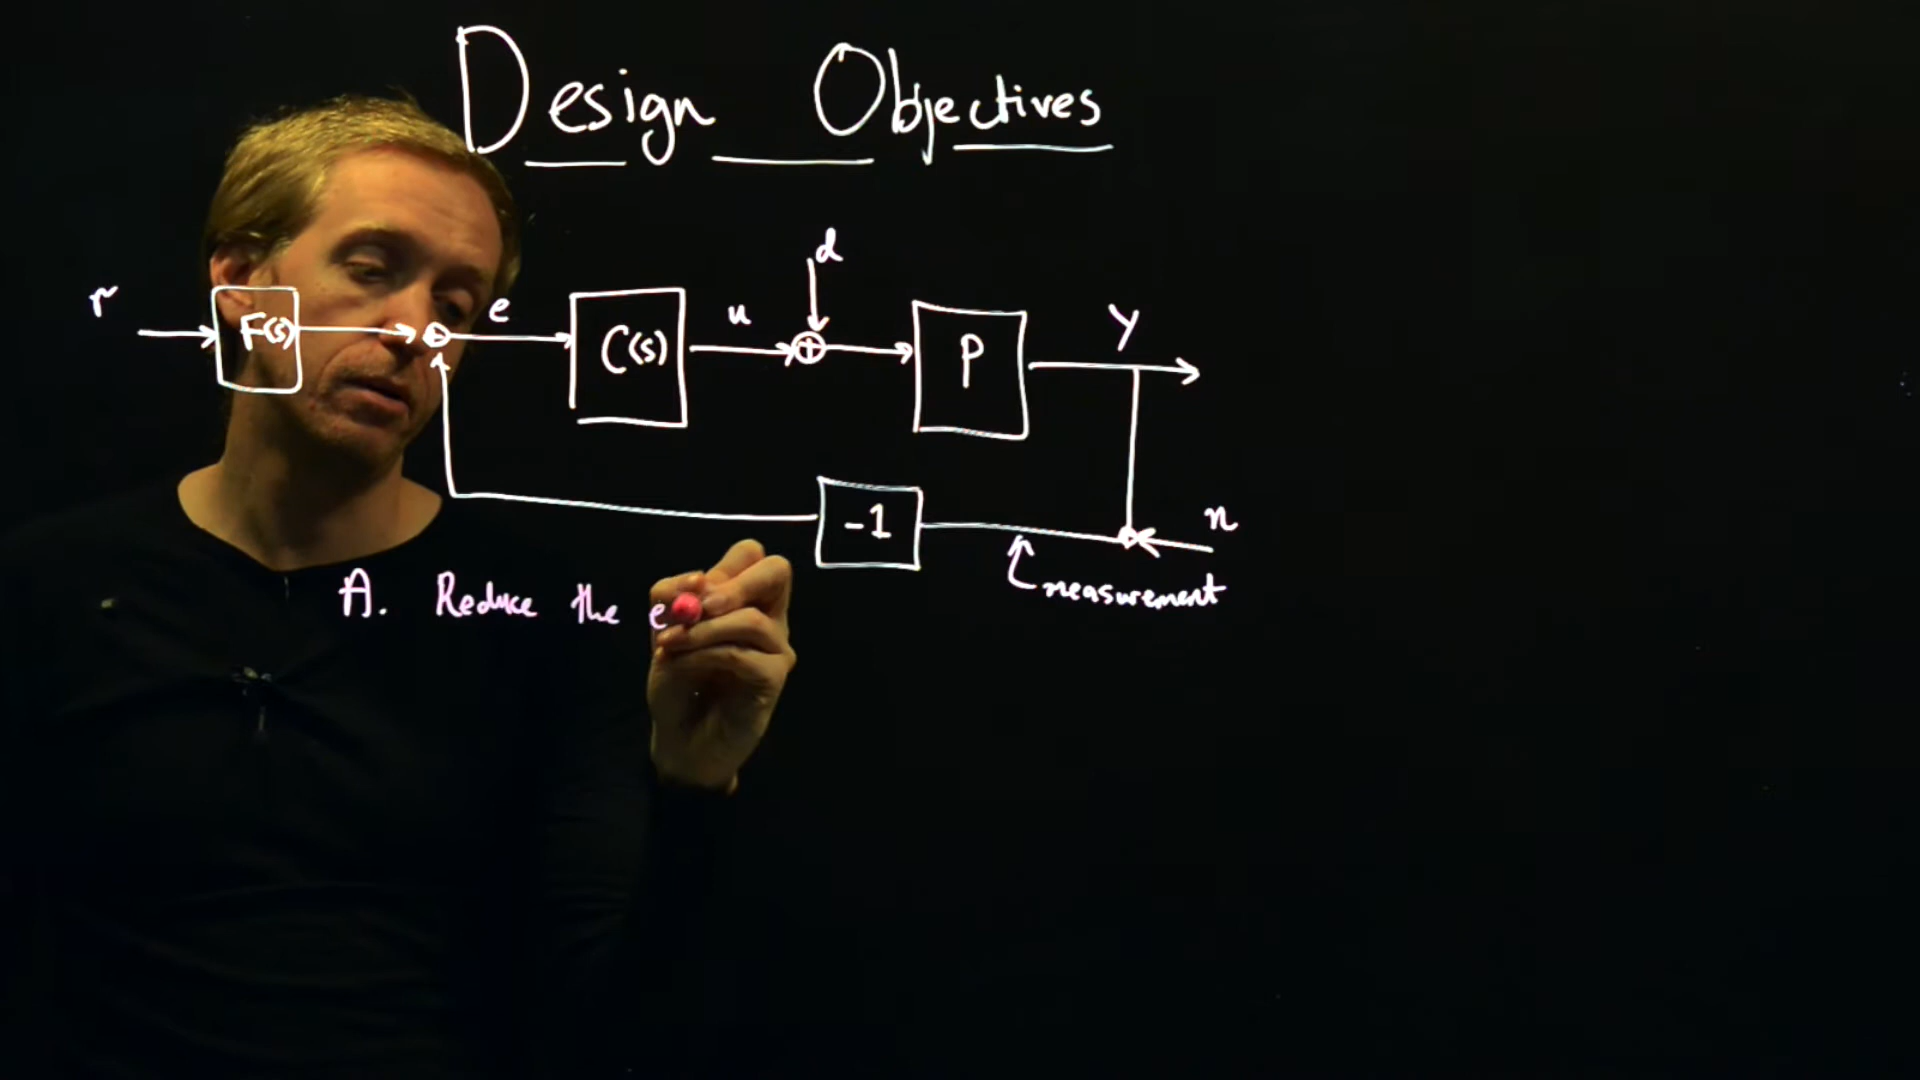 Design Objectives
d
r F(s) e C(s) u + P y
-1 n
measurement
A. Reduce the e